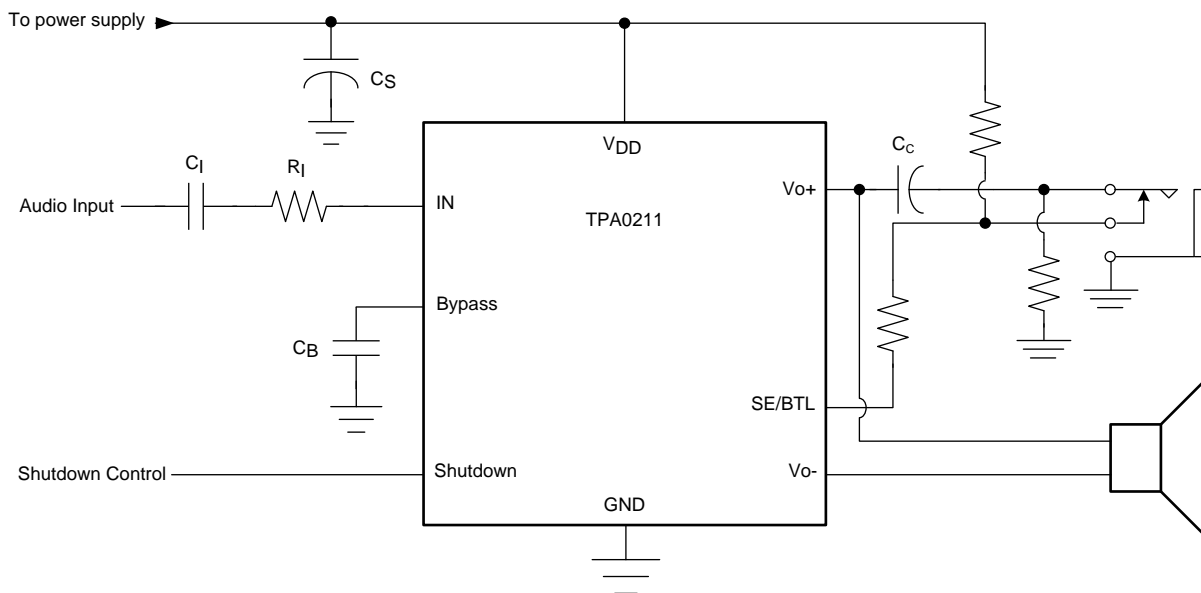 To power supply
CS
VDD
CI
RI
Audio Input
IN
TPA0211
Vo+
CC
Bypass
CB
SE/BTL
Shutdown Control
Shutdown
Vo-
GND